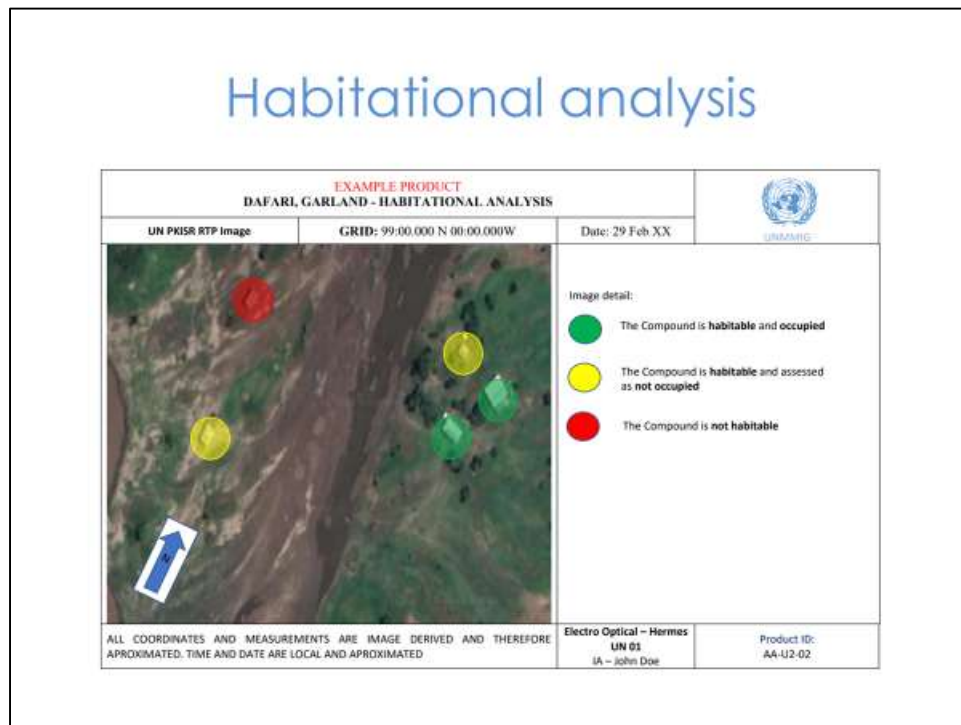 Habitational analysis
EXAMPLE PRODUCT
DAFARI, GARLAND - HABITATIONAL ANALYSIS
UNMMIG
UN PKISR RTP Image
GRID: 99:00.000 N 00:00.000W
Date: 29 Feb XX
Image detail:
The Compound is habitable and occupied
The Compound is habitable and assessed
as not occupied
The Compound is not habitable
N
ALL COORDINATES AND MEASUREMENTS ARE IMAGE DERIVED AND THEREFORE
APROXIMATED. TIME AND DATE ARE LOCAL AND APROXIMATED
Electro Optical – Hermes
UN 01
IA – John Doe
Product ID:
AA-U2-02